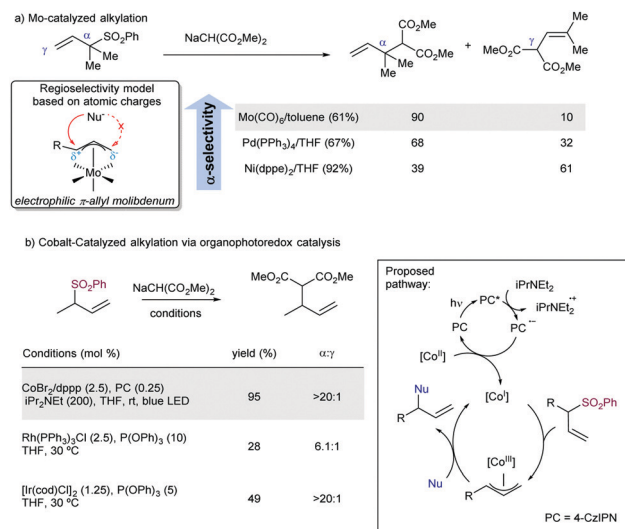 a) Mo-catalyzed alkylation
γ
α
SO₂Ph
Me
Me
NaCH(CO₂Me)₂
CO₂Me
α
CO₂Me
Me
Me
+
γ
Me
MeO₂C
Me
CO₂Me
Regioselectivity model
based on atomic charges
Nu⁻
x
R
δ⁺
δ⁻
Mo
electrophilic π-allyl molibdenum
α-selectivity
Mo(CO)₆/toluene (61%) 90 10
Pd(PPh₃)₄/THF (67%) 68 32
Ni(dppe)₂/THF (92%) 39 61
b) Cobalt-Catalyzed alkylation via organophotoredox catalysis
SO₂Ph
Me
NaCH(CO₂Me)₂
conditions
MeO₂C CO₂Me
Me
Conditions (mol %) yield (%) α:γ
CoBr₂/dppp (2.5), PC (0.25)
iPr₂NEt (200), THF, rt, blue LED 95 >20:1
Rh(PPh₃)₃Cl (2.5), P(OPh)₃ (10)
THF, 30 ºC 28 6.1:1
[Ir(cod)Cl]₂ (1.25), P(OPh)₃ (5)
THF, 30 ºC 49 >20:1
Proposed
pathway:
iPrNEt₂
hν
PC*
iPrNEt₂•+
PC
PC•−
[Coᴵᴵ]
Nu
R
[Coᴵ]
R
SO₂Ph
[Coᴵᴵᴵ]
Nu
R
PC = 4-CzIPN